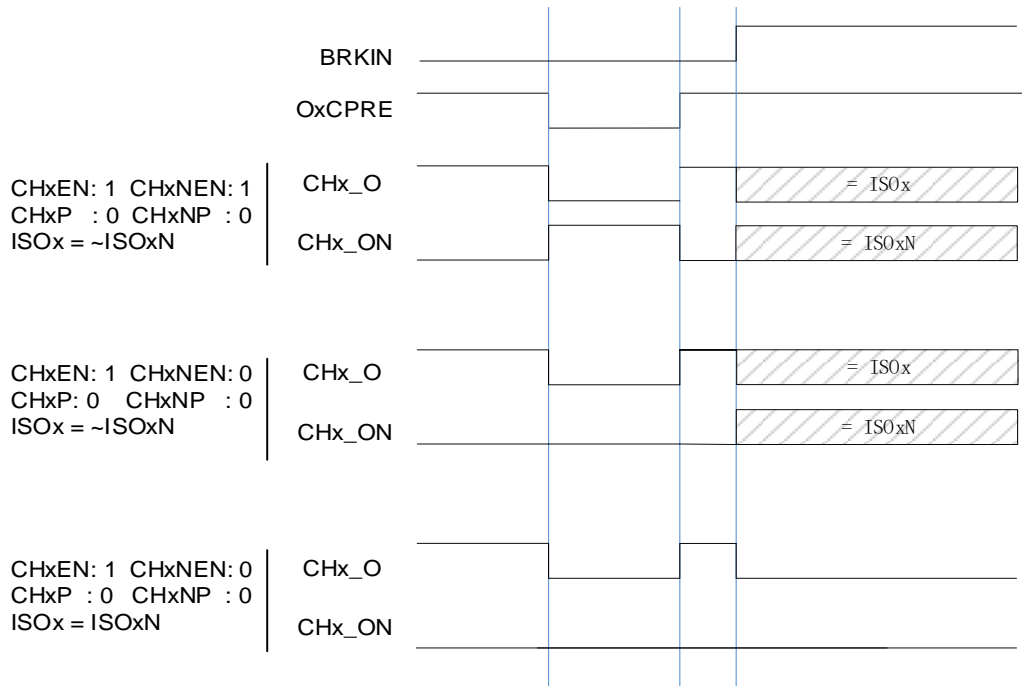 BRKIN
OxCPRE
CHxEN: 1 CHxNEN: 1
CHxP : 0 CHxNP : 0
ISOx = ~ISOxN
CHx_O
= ISOx
CHx_ON
= ISOxN
CHxEN: 1 CHxNEN: 0
CHxP: 0 CHxNP : 0
ISOx = ~ISOxN
CHx_O
= ISOx
CHx_ON
= ISOxN
CHxEN: 1 CHxNEN: 0
CHxP : 0 CHxNP : 0
ISOx = ISOxN
CHx_O
CHx_ON